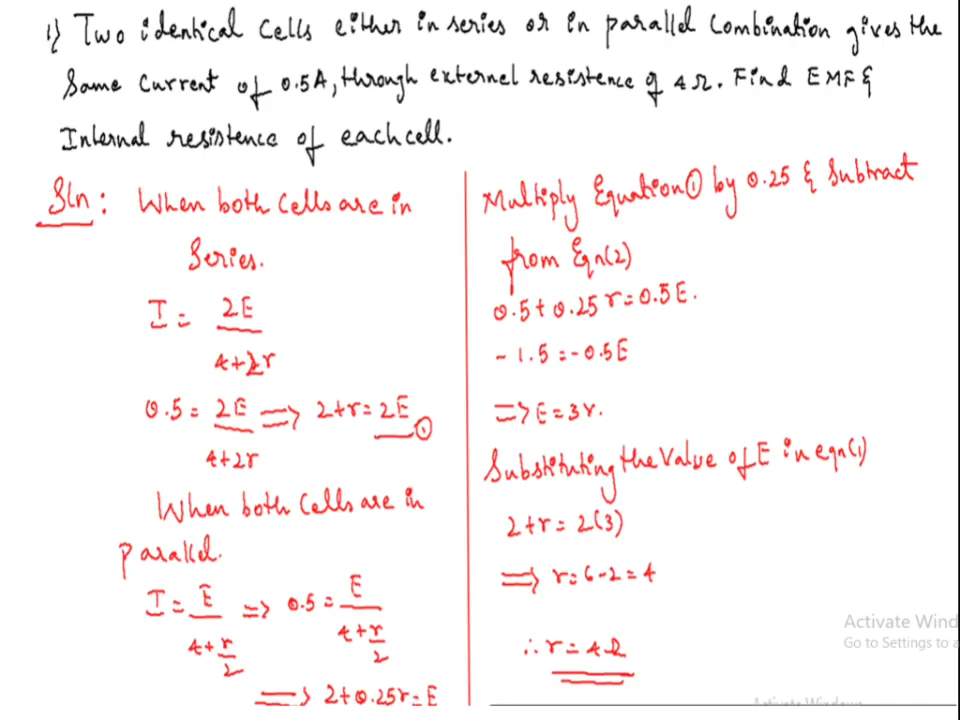 1) Two identical cells either in series or in parallel combination gives the
Same current of 0.5A, through external resistence of 4Ω. Find EMF &
Internal resistence of each cell.
Sln: When both cells are in
Series.
I = 2E
4+2r
0.5 = 2E => 2+r = 2E ①
4+2r
When both cells are in
parallel.
I = E => 0.5 = E
4+r/2 4+r/2
=> 2+0.25r = E
Multiply Equation① by 0.25 & Subtract
from Eqn(2)
0.5+0.25r = 0.5E.
-1.5 = -0.5E
=> E = 3v.
Substituting the value of E in eqn(1)
2+r = 2(3)
=> r = 6-2 = 4
∴ r = 4Ω
Activate Wind
Go to Settings to a
Activate Windows